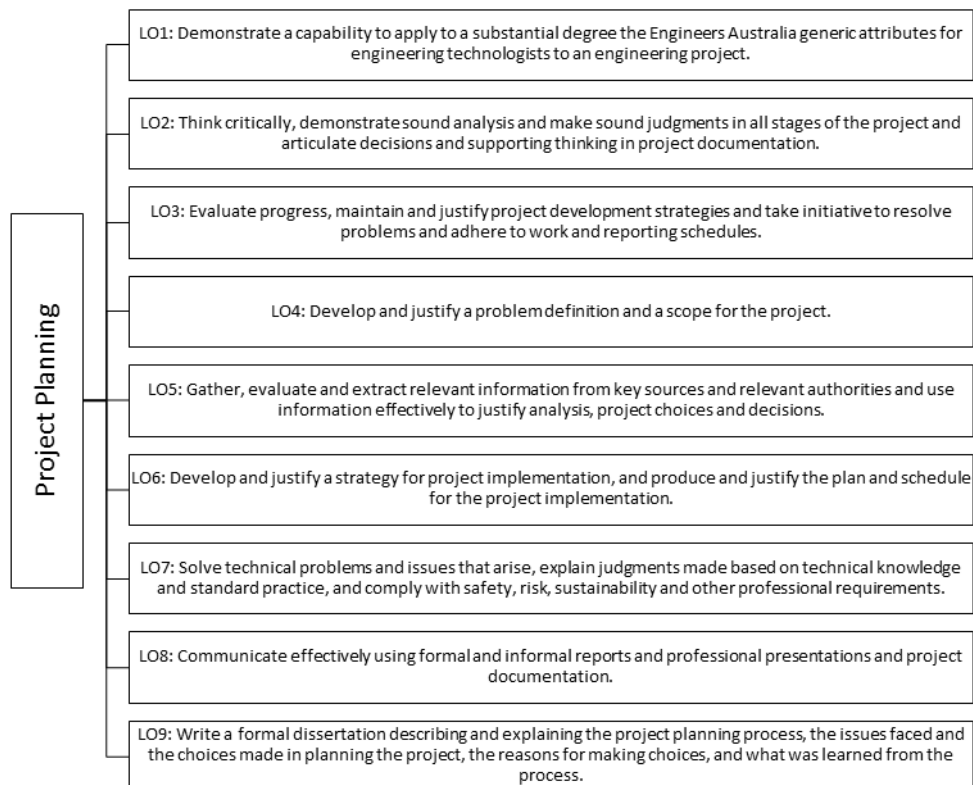 LO1: Demonstrate a capability to apply to a substantial degree the Engineers Australia generic attributes for
engineering technologists to an engineering project.
LO2: Think critically, demonstrate sound analysis and make sound judgments in all stages of the project and
articulate decisions and supporting thinking in project documentation.
LO3: Evaluate progress, maintain and justify project development strategies and take initiative to resolve
problems and adhere to work and reporting schedules.
Project Planning
LO4: Develop and justify a problem definition and a scope for the project.
LO5: Gather, evaluate and extract relevant information from key sources and relevant authorities and use
information effectively to justify analysis, project choices and decisions.
LO6: Develop and justify a strategy for project implementation, and produce and justify the plan and schedule
for the project implementation.
LO7: Solve technical problems and issues that arise, explain judgments made based on technical knowledge
and standard practice, and comply with safety, risk, sustainability and other professional requirements.
LO8: Communicate effectively using formal and informal reports and professional presentations and project
documentation.
LO9: Write a formal dissertation describing and explaining the project planning process, the issues faced and
the choices made in planning the project, the reasons for making choices, and what was learned from the
process.